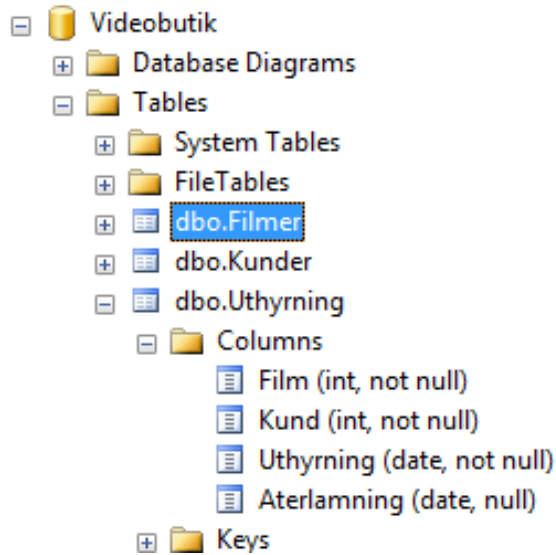 Videobutik
Database Diagrams
Tables
System Tables
FileTables
dbo.Filmer
dbo.Kunder
dbo.Uthyrning
Columns
Film (int, not null)
Kund (int, not null)
Uthyrning (date, not null)
Aterlamning (date, null)
Keys